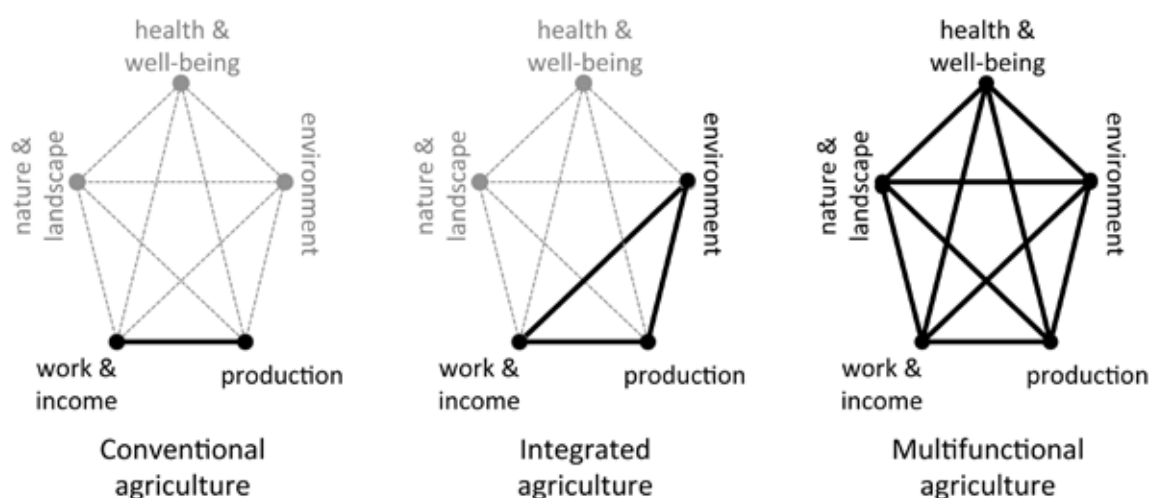 health &
well-being
nature &
landscape
environment
work &
income
production
Conventional
agriculture
health &
well-being
nature &
landscape
environment
work &
income
production
Integrated
agriculture
health &
well-being
nature &
landscape
environment
work &
income
production
Multifunctional
agriculture